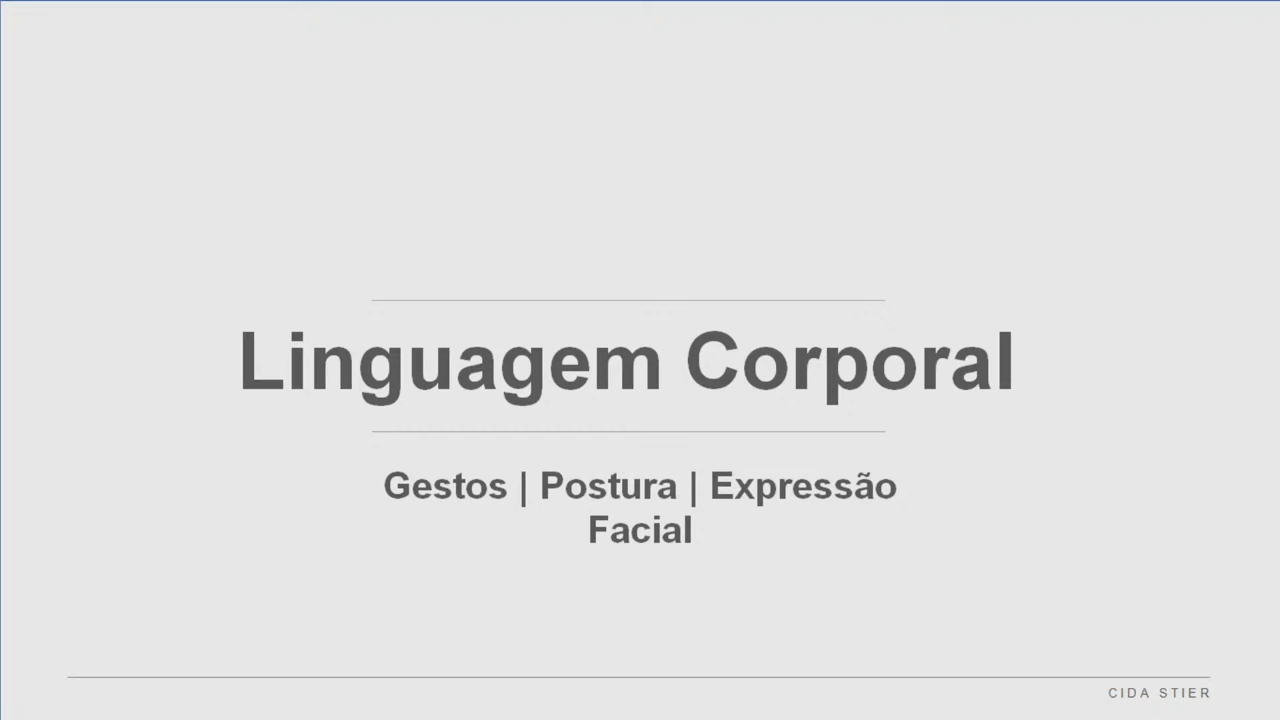 Linguagem Corporal
Gestos | Postura | Expressão
Facial
CIDA STIER